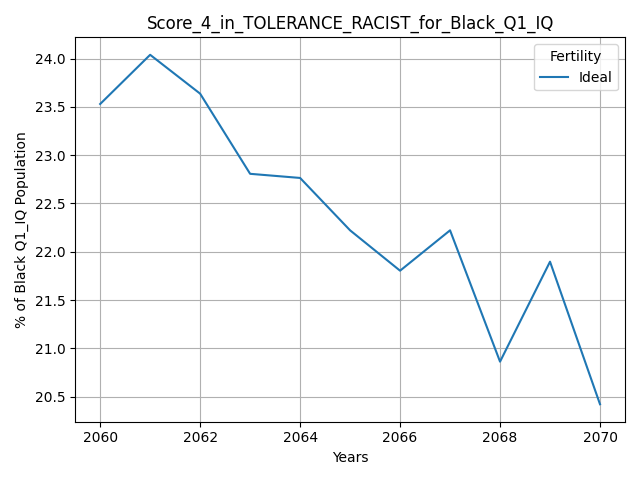 Score_4_in_TOLERANCE_RACIST_for_Black_Q1_IQ
Fertility
Ideal
24.0
23.5
23.0
22.5
22.0
21.5
21.0
20.5
% of Black Q1_IQ Population
2060 2062 2064 2066 2068 2070
Years